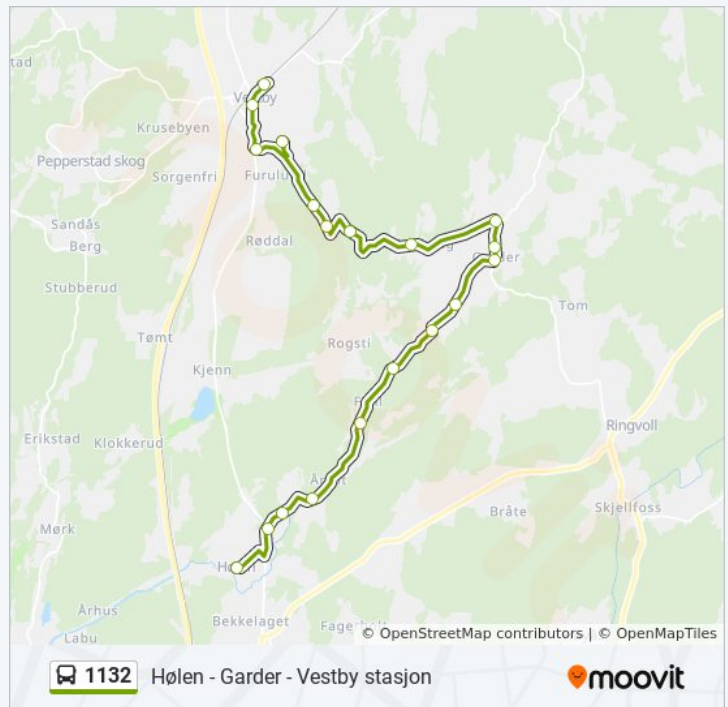 tad
Vestby
Krusebyen
Pepperstad skog
Sorgenfri
Furulu
Sandås
Berg
Røddal
Stubberud
Tom
Tømt
Rogsti
Kjenn
Ringvoll
Erikstad
Klokkerud
Skjellfoss
Bråte
Mørk
Århus
Bekkelaget
Labu
© OpenStreetMap contributors | © OpenMapTiles
1132 Hølen - Garder - Vestby stasjon
moovit